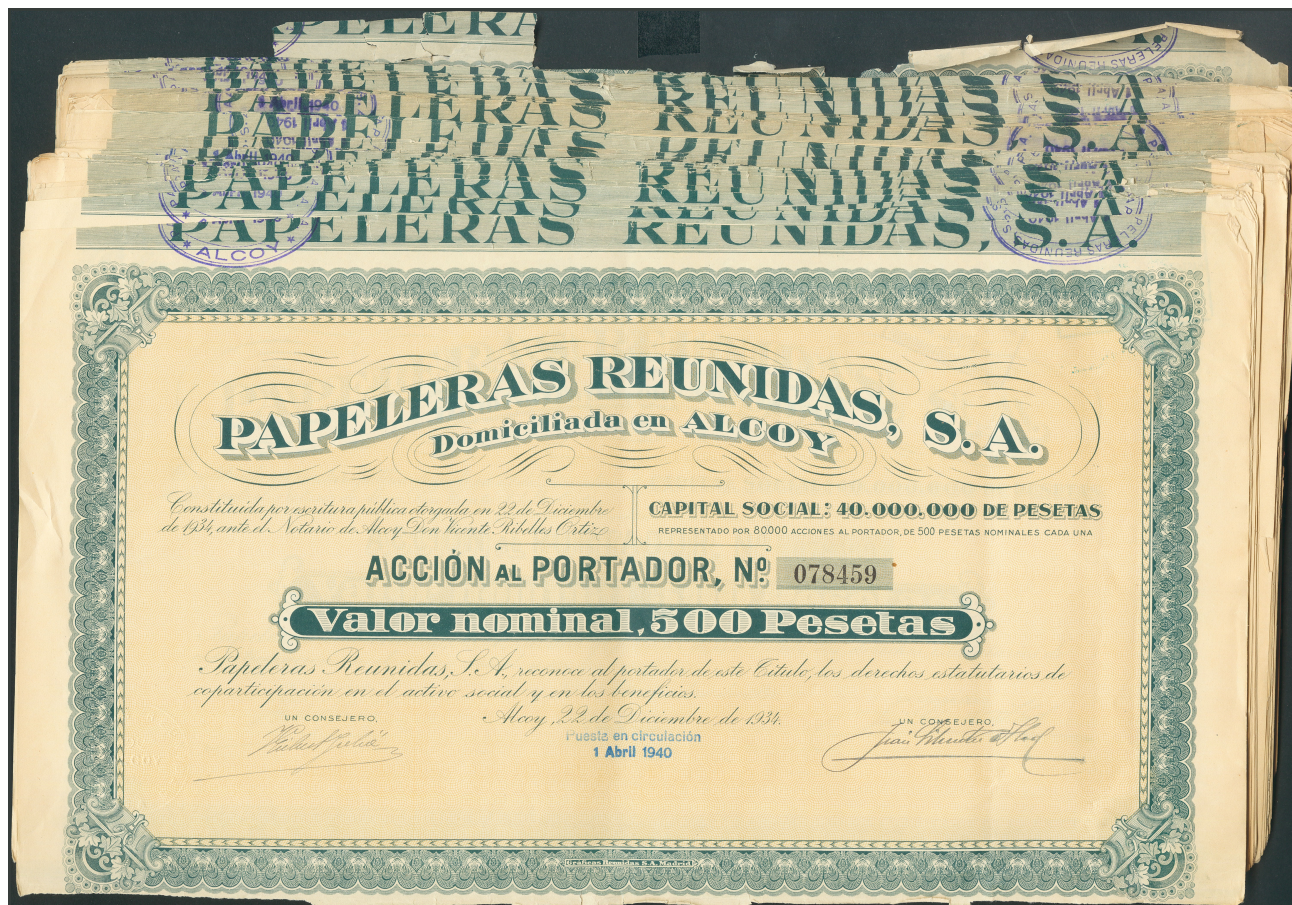 PAPELERA
PAPELERAS REUNIDAS, S. A.
PAPELERAS REUNIDAS, S. A.
ALCOY
PAPELERAS REUNIDAS, S. A.
Domiciliada en ALCOY
Constituida por escritura pública otorgada en 22 de Diciembre
de 1934, ante el Notario de Alcoy Don Vicente Ribelles Ortiz
CAPITAL SOCIAL: 40.000.000 DE PESETAS
REPRESENTADO POR 80000 ACCIONES AL PORTADOR, DE 500 PESETAS NOMINALES CADA UNA
ACCIÓN AL PORTADOR, Nº 078459
Valor nominal, 500 Pesetas
Papeleras Reunidas, S. A., reconoce al portador de este Título, los derechos estatutarios de
coparticipación en el activo social y en los beneficios.
Alcoy, 22 de Diciembre de 1934.
UN CONSEJERO,
UN CONSEJERO,
Puesta en circulación
1 Abril 1940
Gráficas Reunidas S. A. Madrid